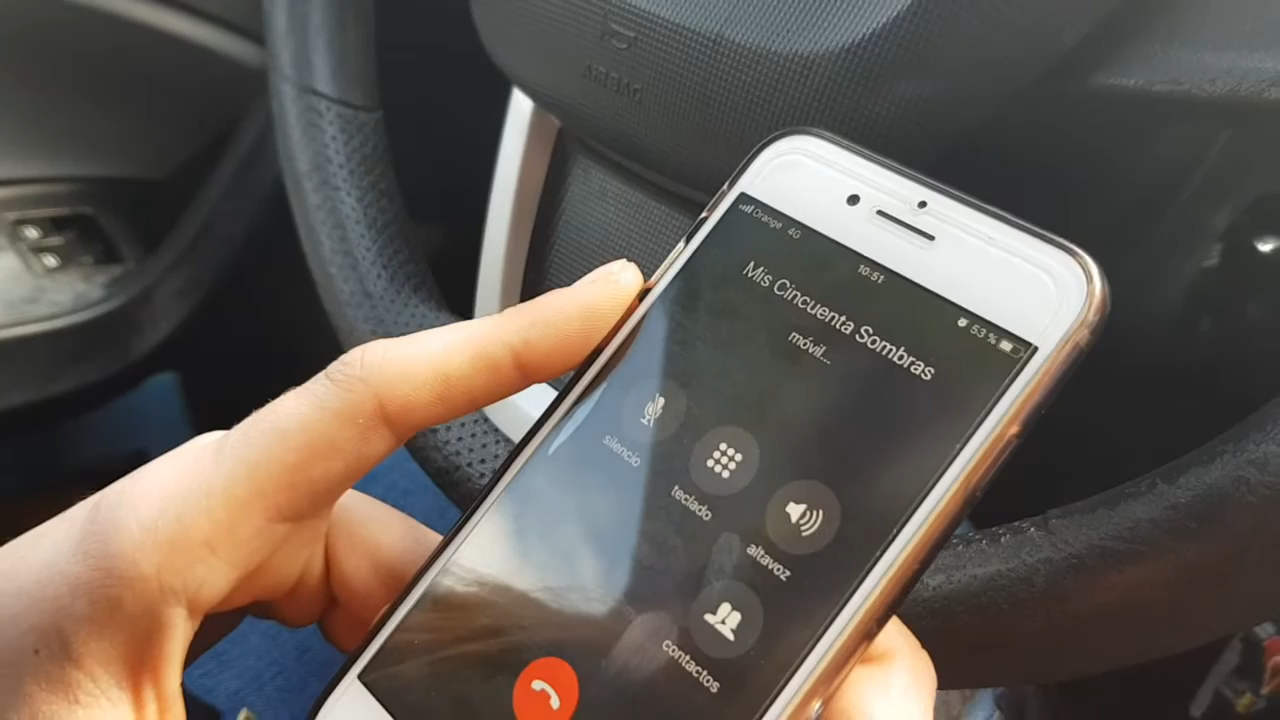 AIRBAG
Orange 4G
10:51
53 %
Mis Cincuenta Sombras
móvil...
silencio
teclado
altavoz
contactos